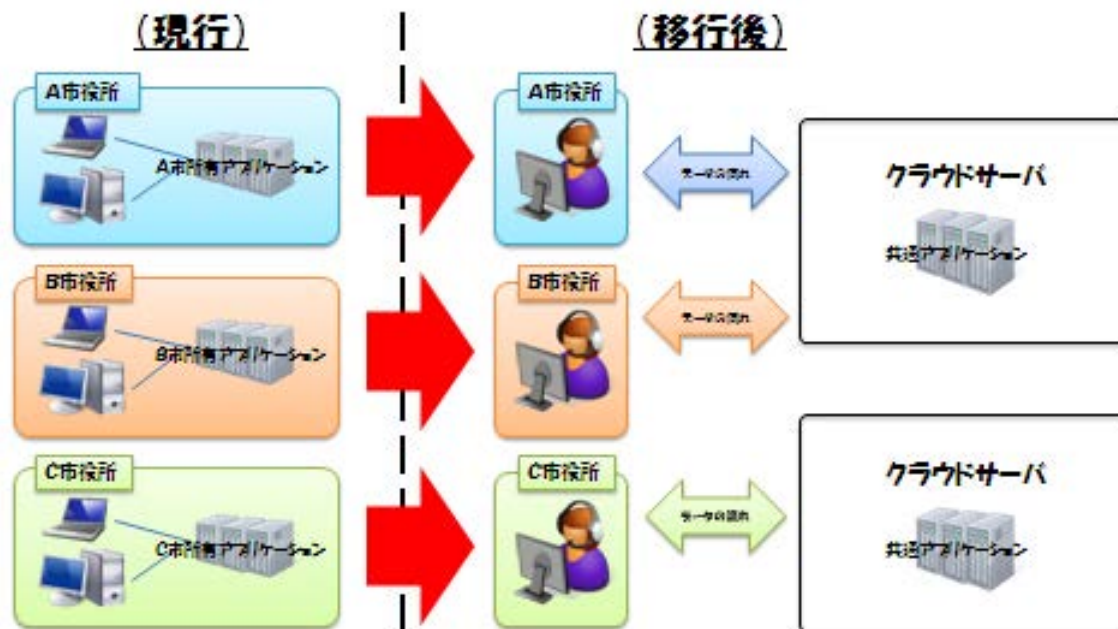 (現行)
(移行後)
A市役所
A市所有アプリケーション
A市役所
データの流れ
クラウドサーバ
共通アプリケーション
B市役所
B市所有アプリケーション
B市役所
データの流れ
C市役所
C市所有アプリケーション
C市役所
データの流れ
クラウドサーバ
共通アプリケーション